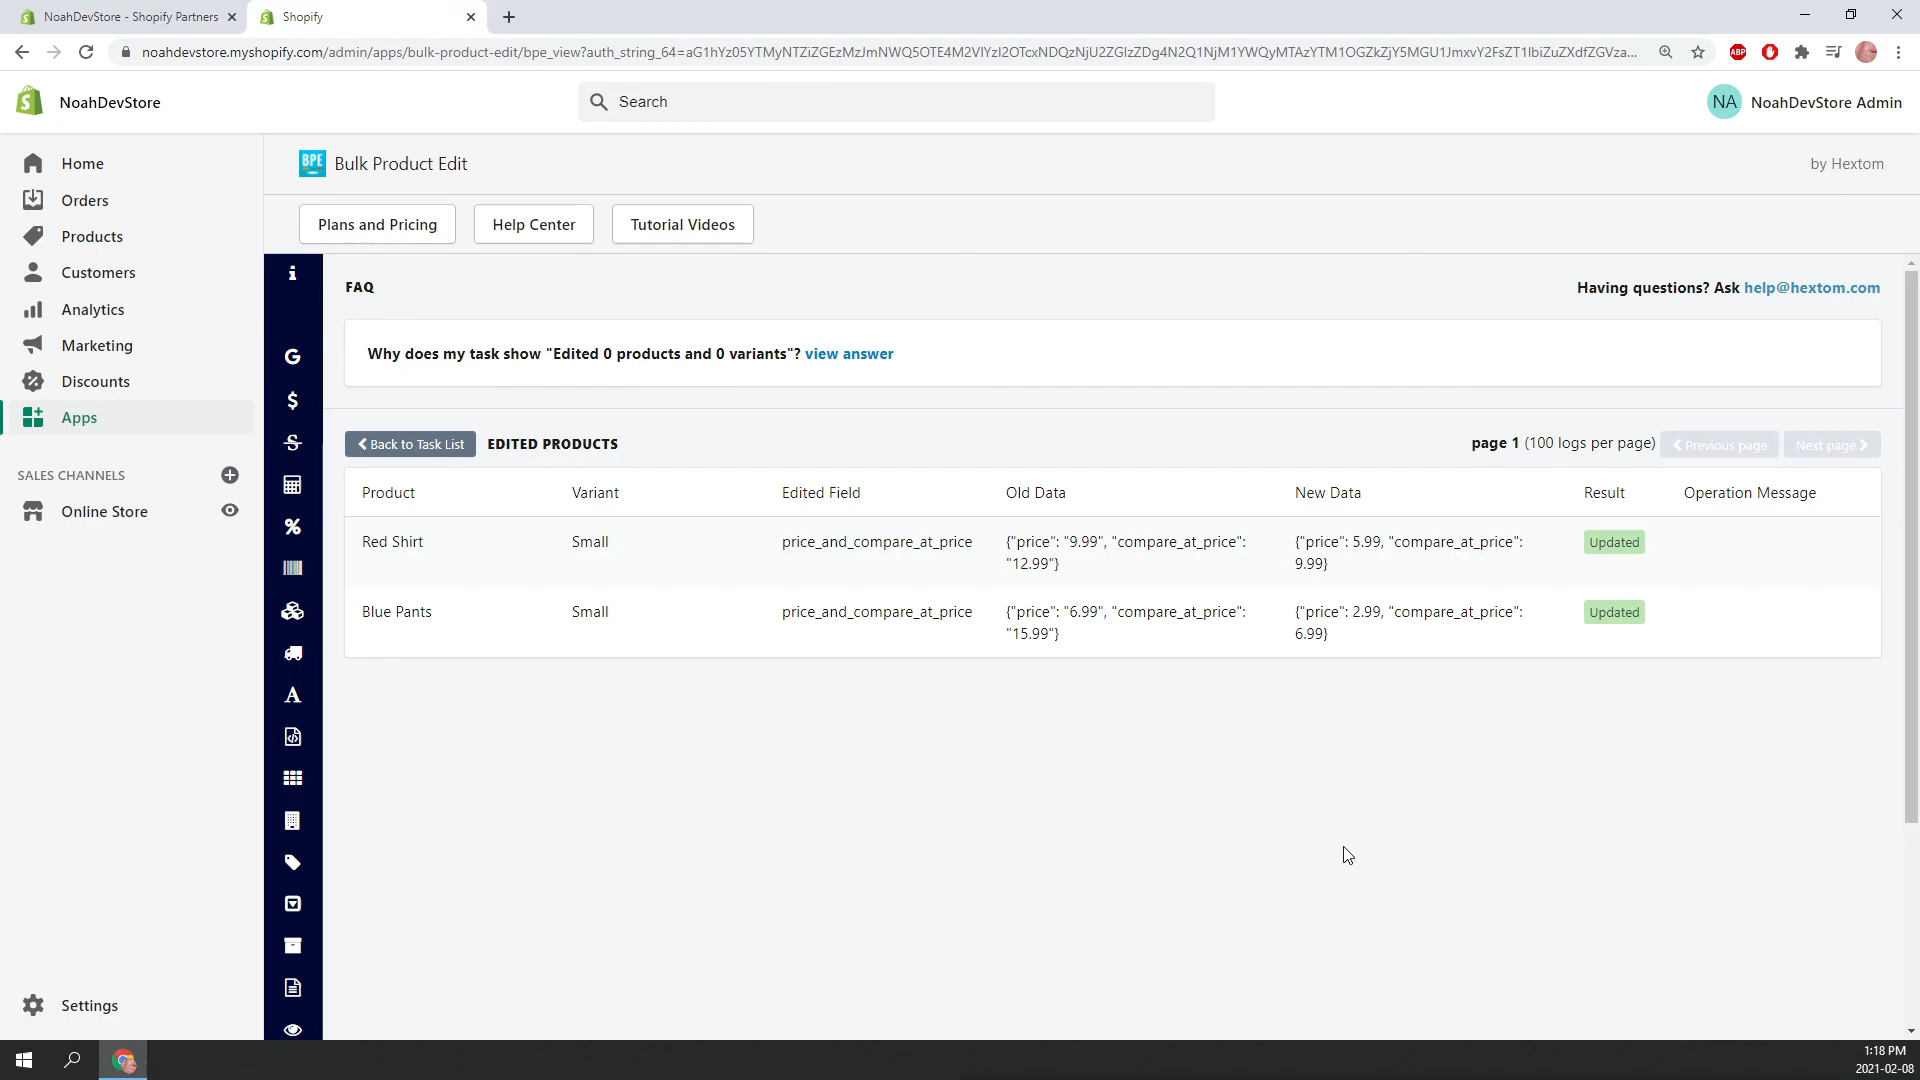 NoahDevStore - Shopify Partners
Shopify
noahdevstore.myshopify.com/admin/apps/bulk-product-edit/bpe_view?auth_string_64=
ABP
NoahDevStore
Search
NA
NoahDevStore Admin
Home
Orders
Products
Customers
Analytics
Marketing
Discounts
Apps
SALES CHANNELS
Online Store
Settings
BPE
Bulk Product Edit
by Hextom
Plans and Pricing
Help Center
Tutorial Videos
FAQ
Having questions? Ask help@hextom.com
Why does my task show "Edited 0 products and 0 variants"? view answer
Back to Task List
EDITED PRODUCTS
page 1 (100 logs per page)
Previous page
Next page
Product Variant Edited Field Old Data New Data Result Operation Message
Red Shirt Small price_and_compare_at_price {"price": "9.99", "compare_at_price": {"price": 5.99, "compare_at_price": Updated
"12.99"} 9.99}
Blue Pants Small price_and_compare_at_price {"price": "6.99", "compare_at_price": {"price": 2.99, "compare_at_price": Updated
"15.99"} 6.99}
1:18 PM
2021-02-08